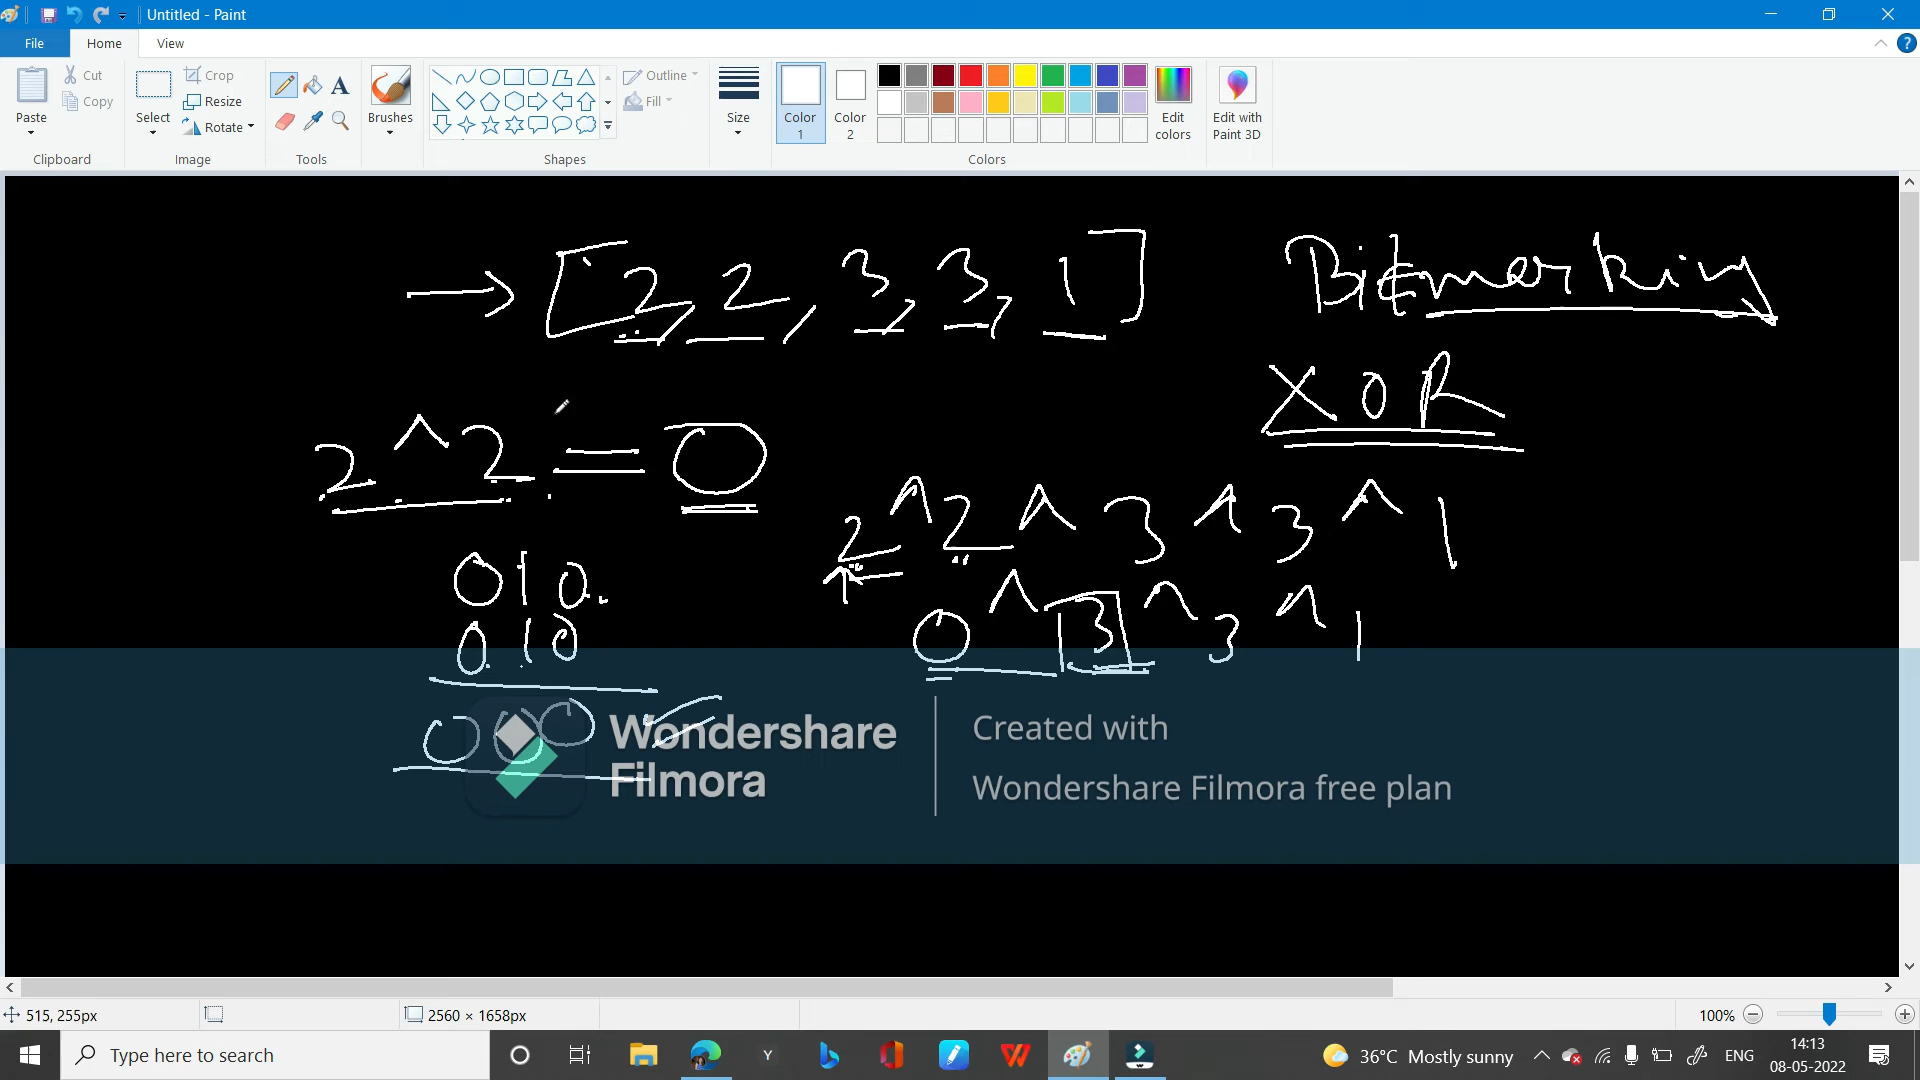 Untitled - Paint
File Home View
Paste Cut Copy Select Crop Resize Rotate Brushes Outline Fill Size Color 1 Color 2 Edit colors Edit with Paint 3D
Clipboard Image Tools Shapes Colors
→ [2, 2, 3, 3, 1] Bitmarking
XOR
2 ^ 2 = 0
2 ^ 2 ^ 3 ^ 3 ^ 1
010.
0 ^ 3 ^ 3 ^ 1
010
000
Wondershare Filmora
Created with
Wondershare Filmora free plan
515, 255px 2560 × 1658px 100%
Type here to search 36°C Mostly sunny ENG 14:13
08-05-2022